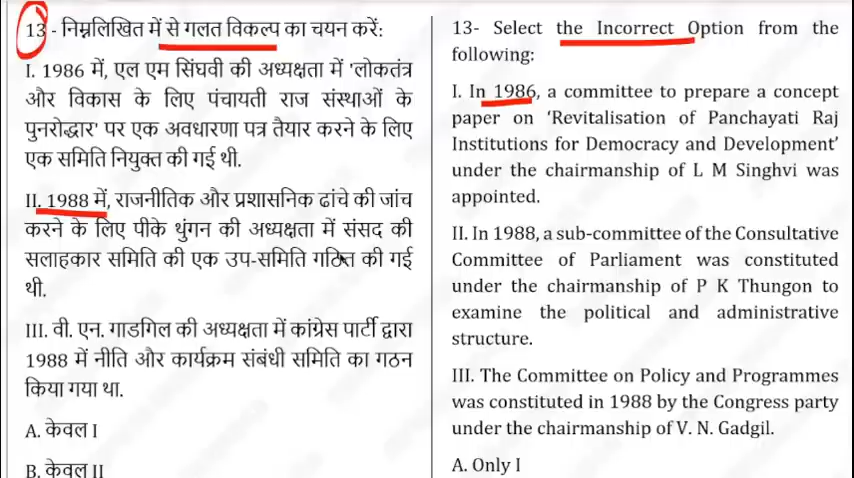 13 - निम्नलिखित में से गलत विकल्प का चयन करें:
I. 1986 में, एल एम सिंघवी की अध्यक्षता में 'लोकतंत्र
और विकास के लिए पंचायती राज संस्थाओं के
पुनरोद्धार' पर एक अवधारणा पत्र तैयार करने के लिए
एक समिति नियुक्त की गई थी.
II. 1988 में, राजनीतिक और प्रशासनिक ढांचे की जांच
करने के लिए पीके थुंगन की अध्यक्षता में संसद की
सलाहकार समिति की एक उप-समिति गठित की गई
थी.
III. वी. एन. गाडगिल की अध्यक्षता में कांग्रेस पार्टी द्वारा
1988 में नीति और कार्यक्रम संबंधी समिति का गठन
किया गया था.
A. केवल I
B. केवल II
13- Select the Incorrect Option from the
following:
I. In 1986, a committee to prepare a concept
paper on ‘Revitalisation of Panchayati Raj
Institutions for Democracy and Development’
under the chairmanship of L M Singhvi was
appointed.
II. In 1988, a sub-committee of the Consultative
Committee of Parliament was constituted
under the chairmanship of P K Thungon to
examine the political and administrative
structure.
III. The Committee on Policy and Programmes
was constituted in 1988 by the Congress party
under the chairmanship of V. N. Gadgil.
A. Only I